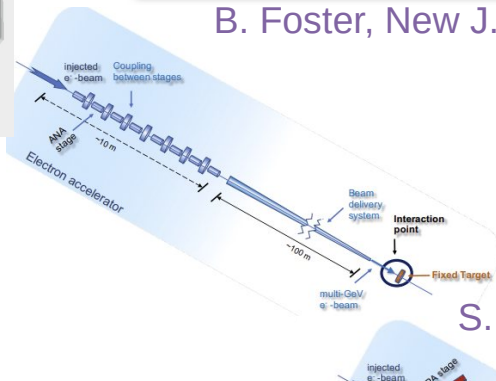 B. Foster, New J.
injected
e⁻-beam
Coupling
between stages
ANA
stage
~10 m
Electron accelerator
Beam
delivery
system
Interaction
point
~100 m
Fixed Target
multi-GeV
e⁻-beam
S.
injected
e⁻-beam
stage